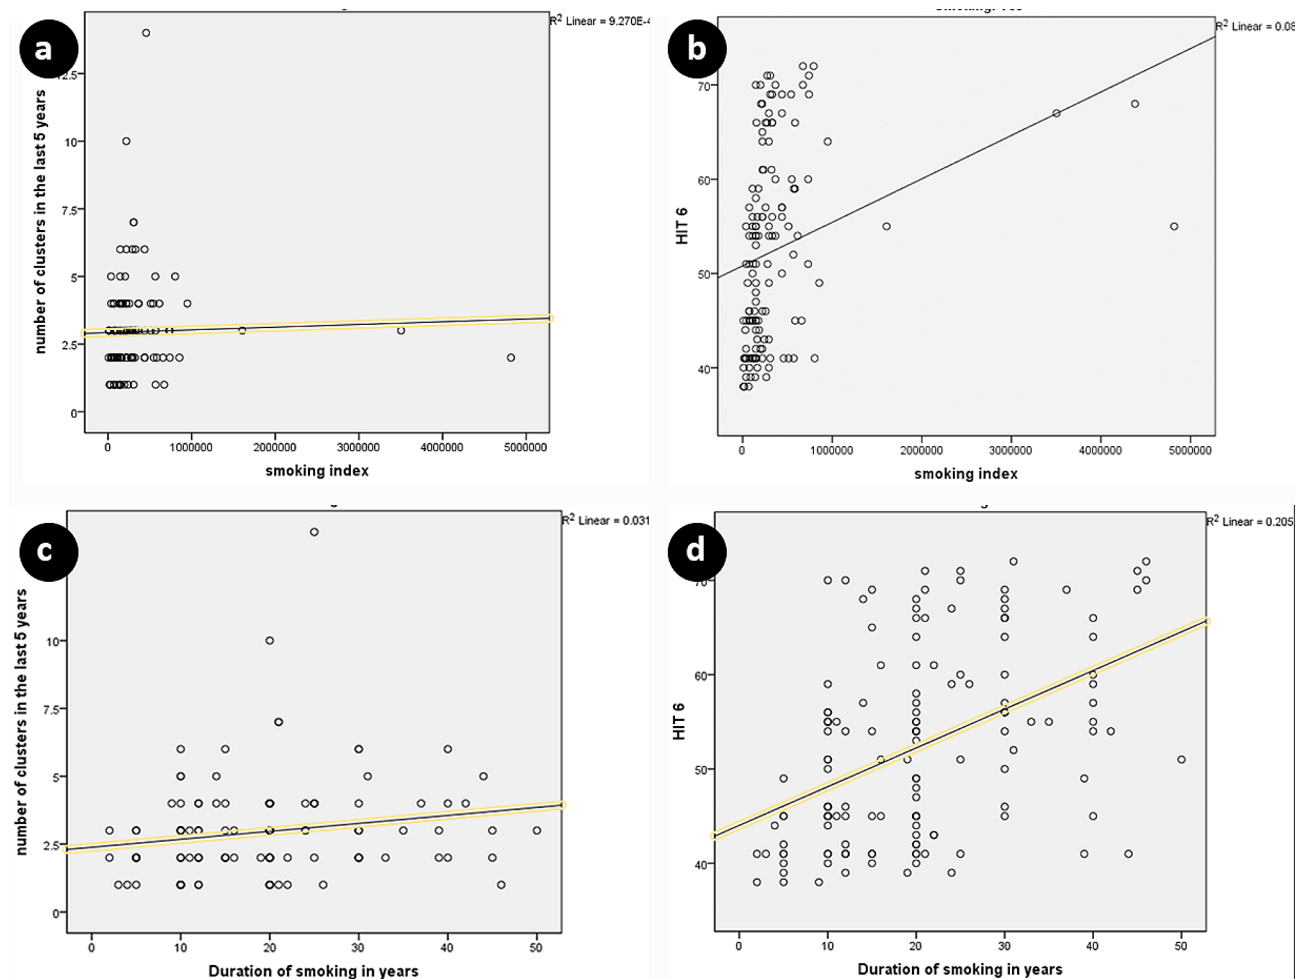 a
R² Linear = 9.270E-4
number of clusters in the last 5 years
12.5
10
7.5
5
2.5
0
0 1000000 2000000 3000000 4000000 5000000
smoking index
b
R² Linear = 0.08
HIT 6
70
60
50
40
0 1000000 2000000 3000000 4000000 5000000
smoking index
c
R² Linear = 0.031
number of clusters in the last 5 years
10
7.5
5
2.5
0
0 10 20 30 40 50
Duration of smoking in years
d
R² Linear = 0.205
HIT 6
70
60
50
40
0 10 20 30 40 50
Duration of smoking in years